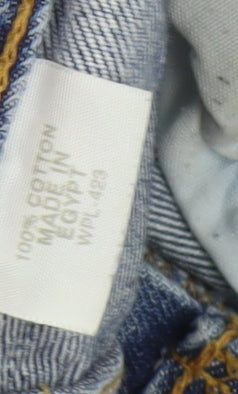 100% COTTON
MADE IN
EGYPT
WPL 423